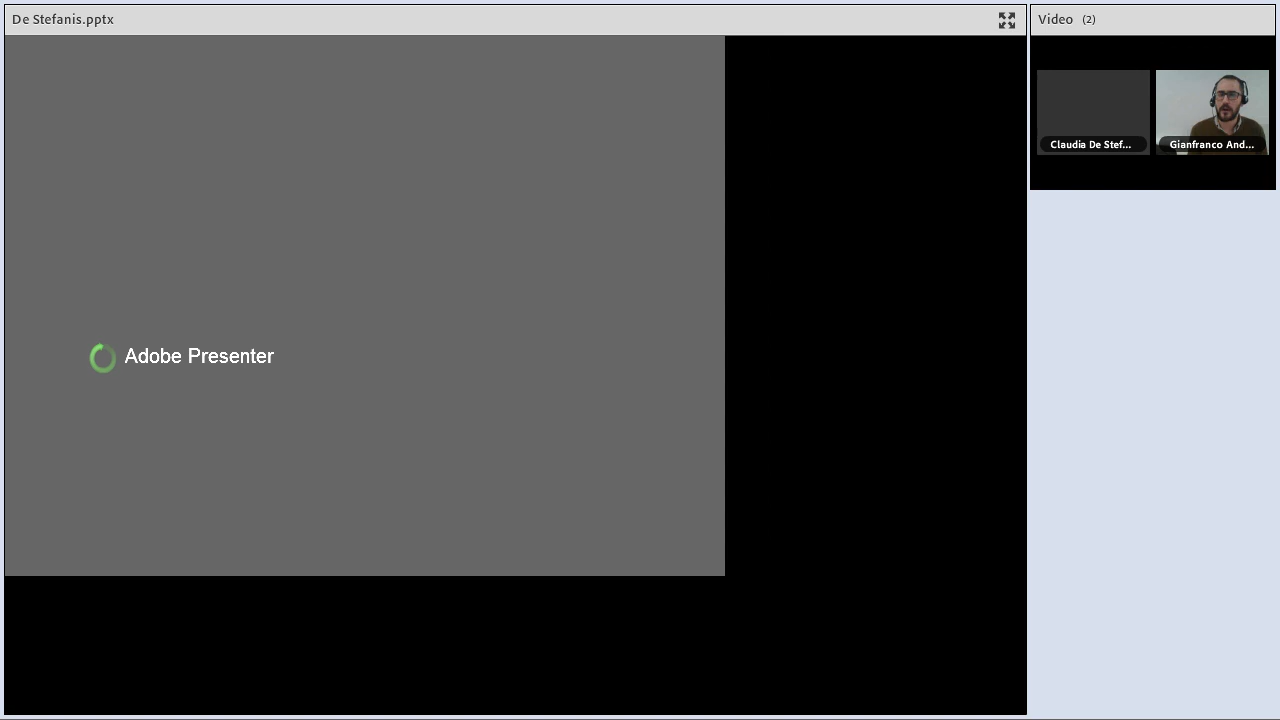 De Stefanis.pptx
Video (2)
Claudia De Stef...
Gianfranco And...
Adobe Presenter